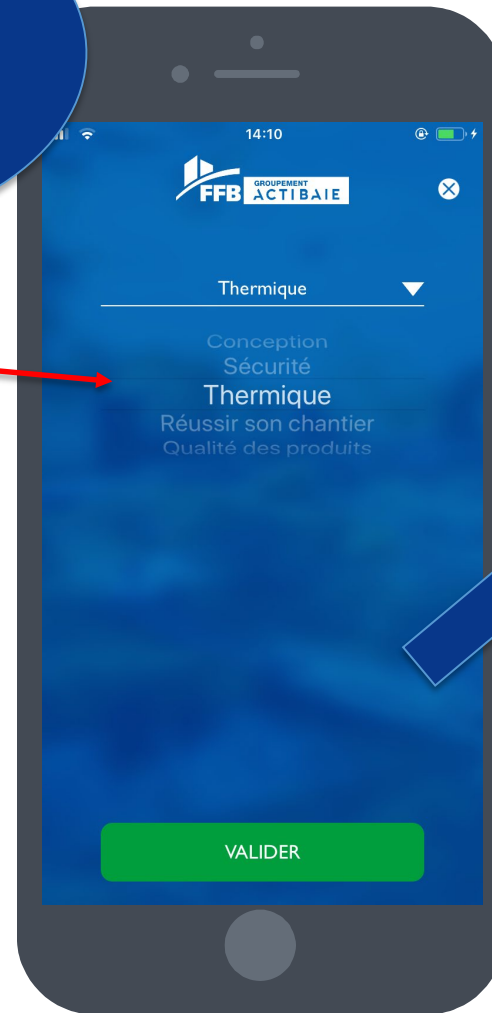 14:10
FFB GROUPEMENT
ACTIBAIE
Thermique
Conception
Sécurité
Thermique
Réussir son chantier
Qualité des produits
VALIDER